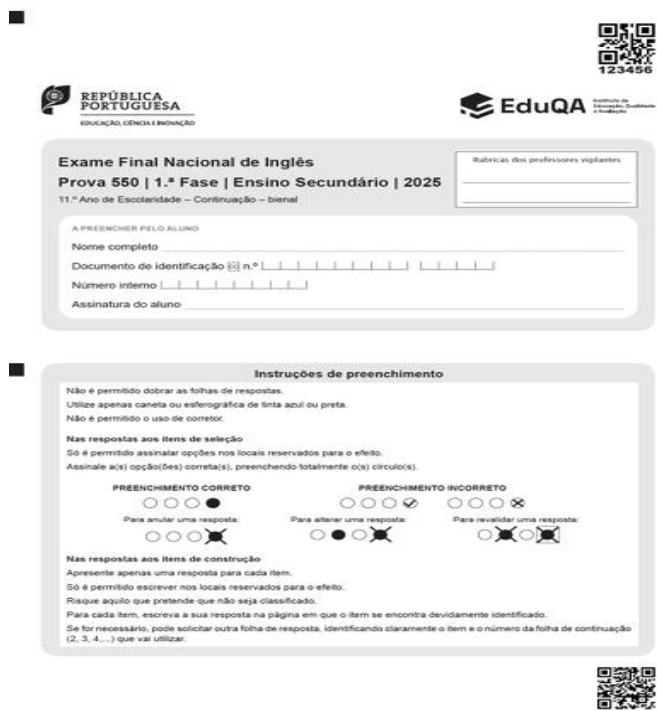 123456
REPÚBLICA
PORTUGUESA
EDUCAÇÃO, CIÊNCIA E INOVAÇÃO
EduQA
Instituto de
Educação, Qualidade
e Avaliação
Exame Final Nacional de Inglês
Prova 550 | 1.ª Fase | Ensino Secundário | 2025
11.º Ano de Escolaridade – Continuação – bienal
Rubricas dos professores vigilantes
A PREENCHER PELO ALUNO
Nome completo
Documento de identificação CC n.º
Número interno
Assinatura do aluno
Instruções de preenchimento
Não é permitido dobrar as folhas de respostas.
Utilize apenas caneta ou esferográfica de tinta azul ou preta.
Não é permitido o uso de corretor.
Nas respostas aos itens de seleção
Só é permitido assinalar opções nos locais reservados para o efeito.
Assinale a(s) opção(ões) correta(s), preenchendo totalmente o(s) círculo(s).
PREENCHIMENTO CORRETO PREENCHIMENTO INCORRETO
Para anular uma resposta: Para alterar uma resposta: Para revalidar uma resposta:
Nas respostas aos itens de construção
Apresente apenas uma resposta para cada item.
Só é permitido escrever nos locais reservados para o efeito.
Risque aquilo que pretende que não seja classificado.
Para cada item, escreva a sua resposta na página em que o item se encontra devidamente identificado.
Se for necessário, pode solicitar outra folha de resposta, identificando claramente o item e o número da folha de continuação
(2, 3, 4,...) que vai utilizar.